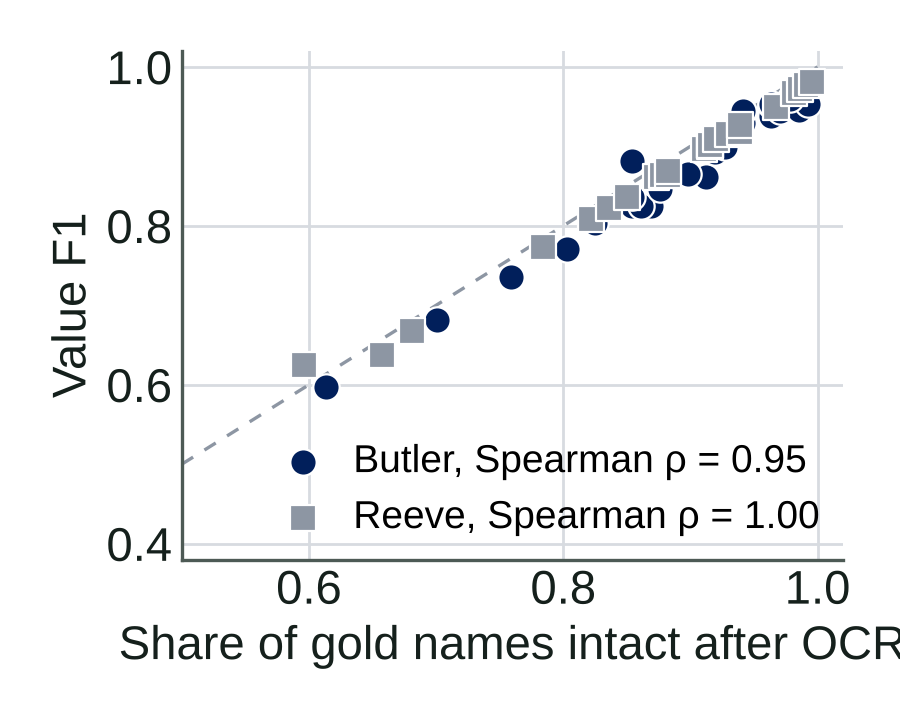 1.0
0.8
0.6
0.4
Value F1
Butler, Spearman ρ = 0.95
Reeve, Spearman ρ = 1.00
0.6 0.8 1.0
Share of gold names intact after OCR